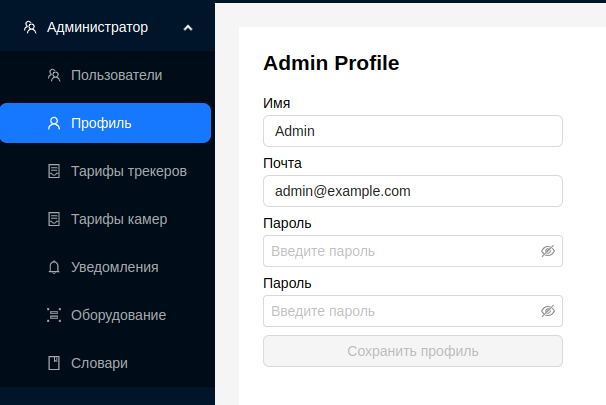 Администратор
Пользователи
Профиль
Тарифы трекеров
Тарифы камер
Уведомления
Оборудование
Словари
Admin Profile
Имя
Admin
Почта
admin@example.com
Пароль
Введите пароль
Пароль
Введите пароль
Сохранить профиль